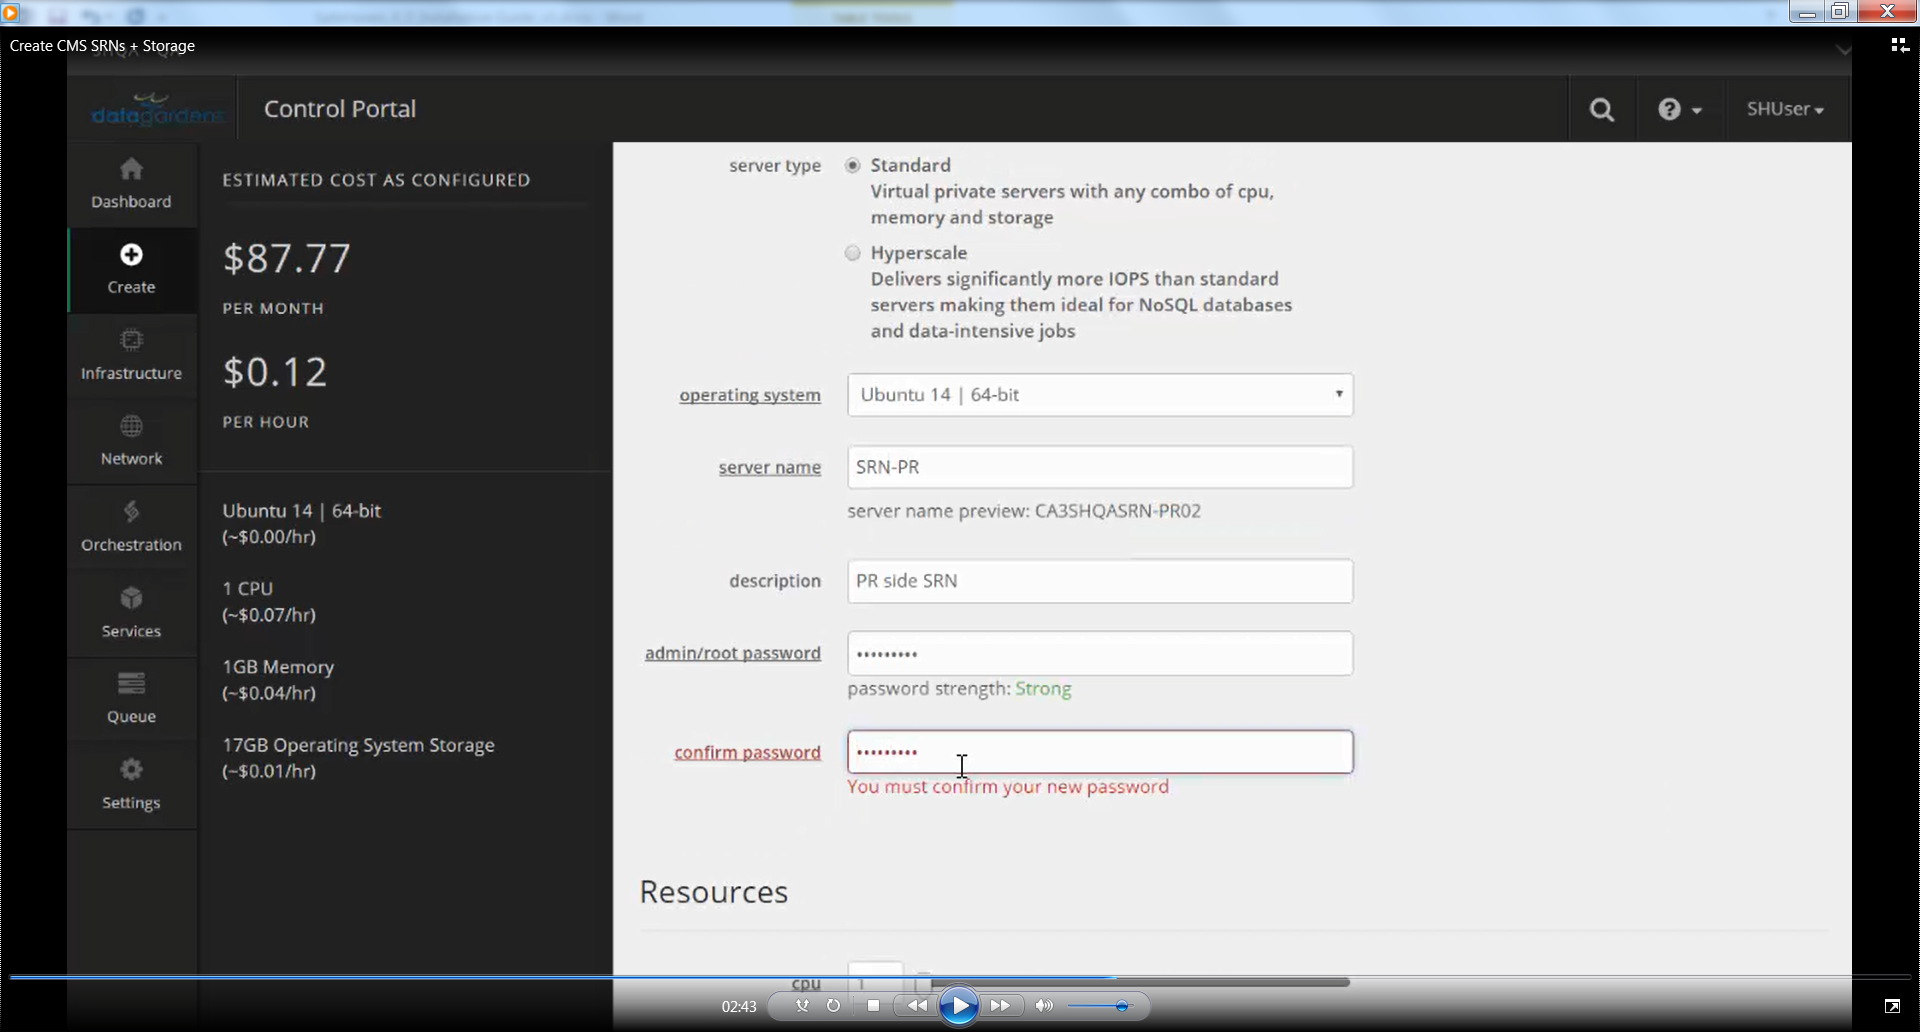 Create CMS SRNs + Storage
datagardens
Control Portal
SHUser
Dashboard
Create
Infrastructure
Network
Orchestration
Services
Queue
Settings
ESTIMATED COST AS CONFIGURED
$87.77
PER MONTH
$0.12
PER HOUR
Ubuntu 14 | 64-bit
(~$0.00/hr)
1 CPU
(~$0.07/hr)
1GB Memory
(~$0.04/hr)
17GB Operating System Storage
(~$0.01/hr)
server type
Standard
Virtual private servers with any combo of cpu,
memory and storage
Hyperscale
Delivers significantly more IOPS than standard
servers making them ideal for NoSQL databases
and data-intensive jobs
operating system Ubuntu 14 | 64-bit
server name SRN-PR
server name preview: CA3SHQASRN-PR02
description PR side SRN
admin/root password •••••••••
password strength: Strong
confirm password •••••••••
You must confirm your new password
Resources
cpu 1
02:43